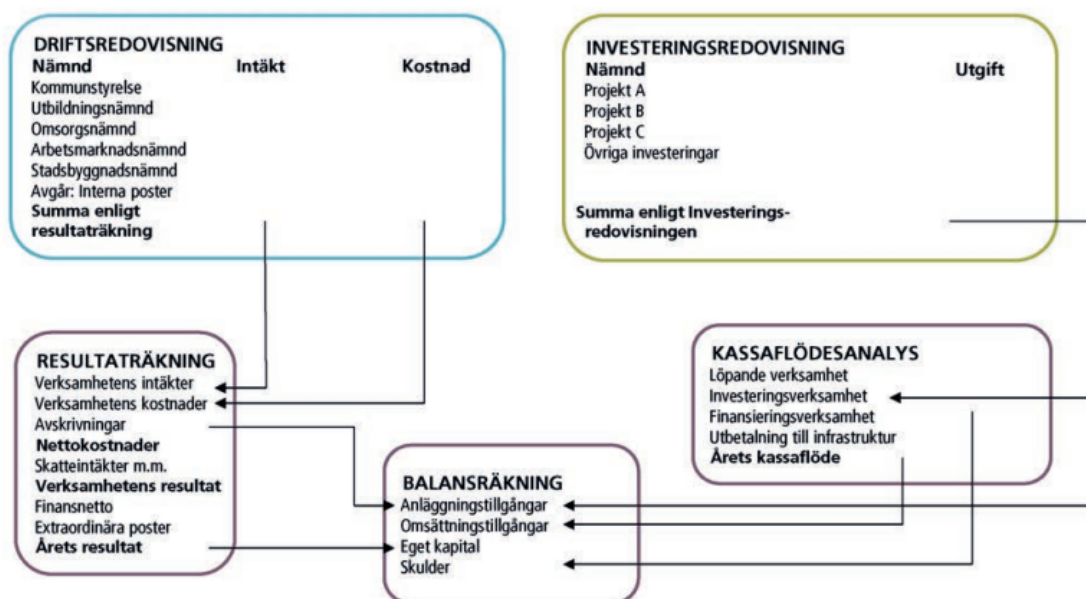 DRIFTSREDOVISNING
Nämnd Intäkt Kostnad
Kommunstyrelse
Utbildningsnämnd
Omsorgsnämnd
Arbetsmarknadsnämnd
Stadsbyggnadsnämnd
Avgår: Interna poster
Summa enligt
resultaträkning
INVESTERINGSREDOVISNING
Nämnd Utgift
Projekt A
Projekt B
Projekt C
Övriga investeringar
Summa enligt Investerings-
redovisningen
RESULTATRÄKNING
Verksamhetens intäkter
Verksamhetens kostnader
Avskrivningar
Nettokostnader
Skatteintäkter m.m.
Verksamhetens resultat
Finansnetto
Extraordinära poster
Årets resultat
BALANSRÄKNING
Anläggningstillgångar
Omsättningstillgångar
Eget kapital
Skulder
KASSAFLÖDESANALYS
Löpande verksamhet
Investeringsverksamhet
Finansieringsverksamhet
Utbetalning till infrastruktur
Årets kassaflöde